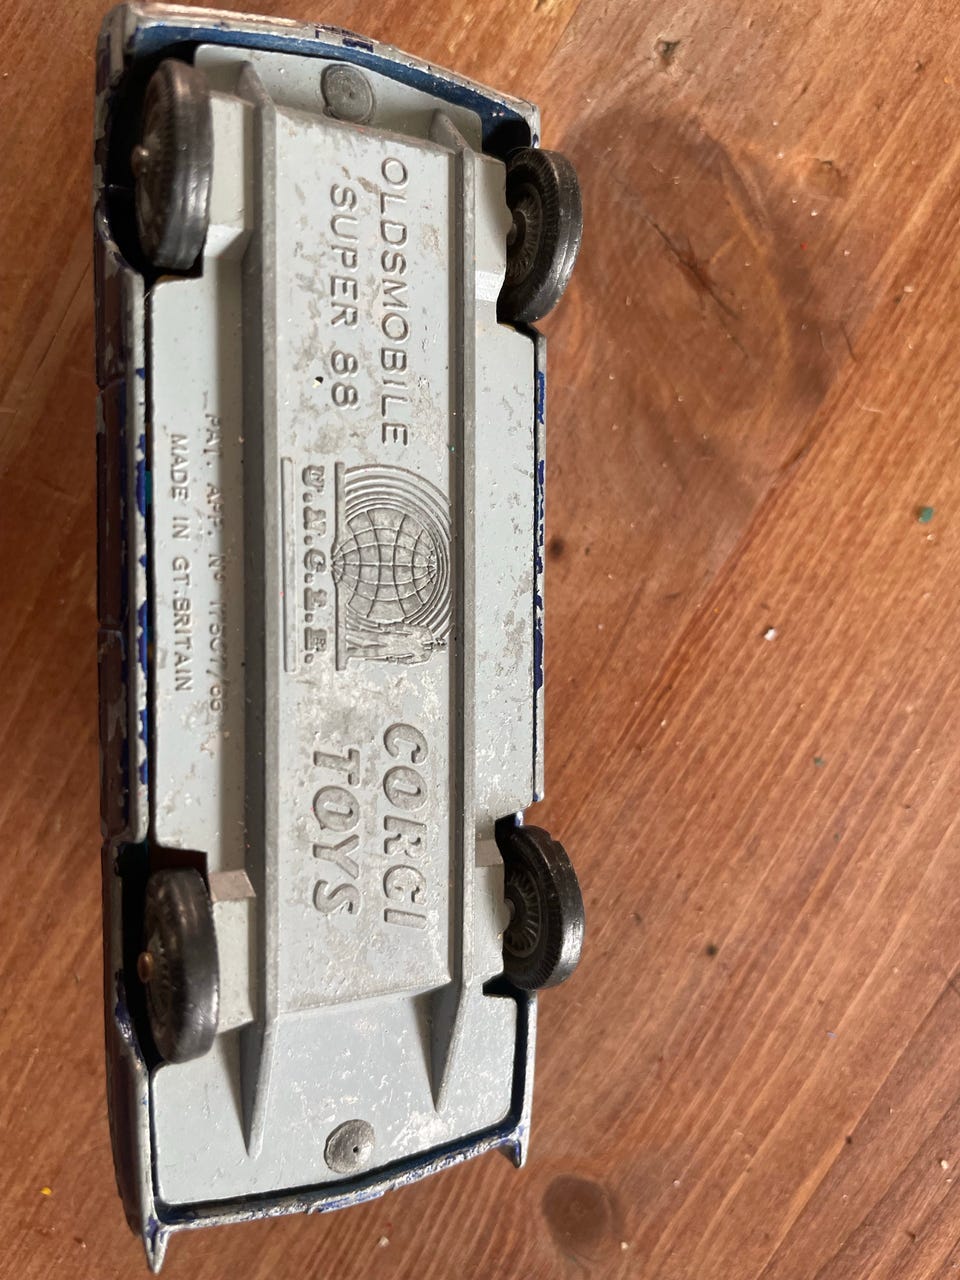 OLDSMOBILE
SUPER 88
U.N.C.L.E.
CORGI
TOYS
PAT. APP. Nº
MADE IN GT. BRITAIN